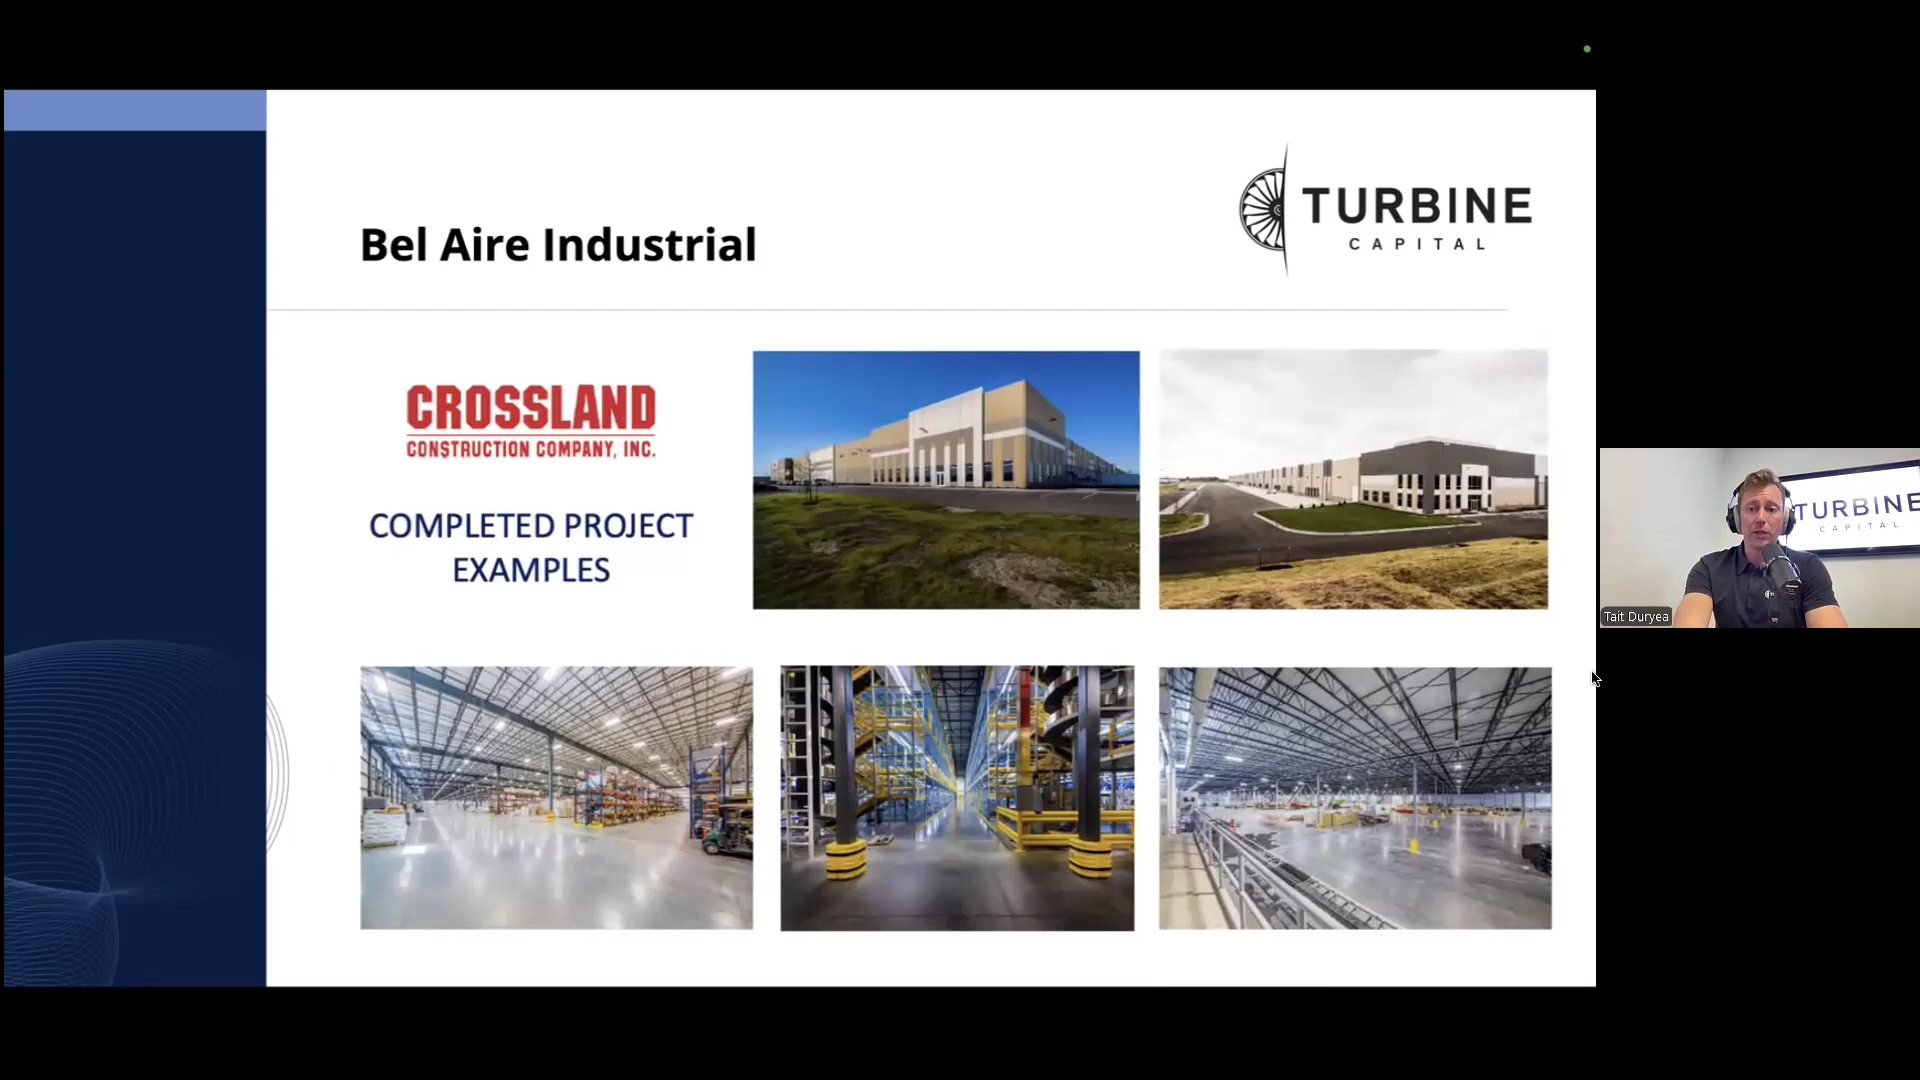 Bel Aire Industrial
TURBINE
CAPITAL
CROSSLAND
CONSTRUCTION COMPANY, INC.
COMPLETED PROJECT
EXAMPLES
TURBINE
CAPITAL
Tait Duryea